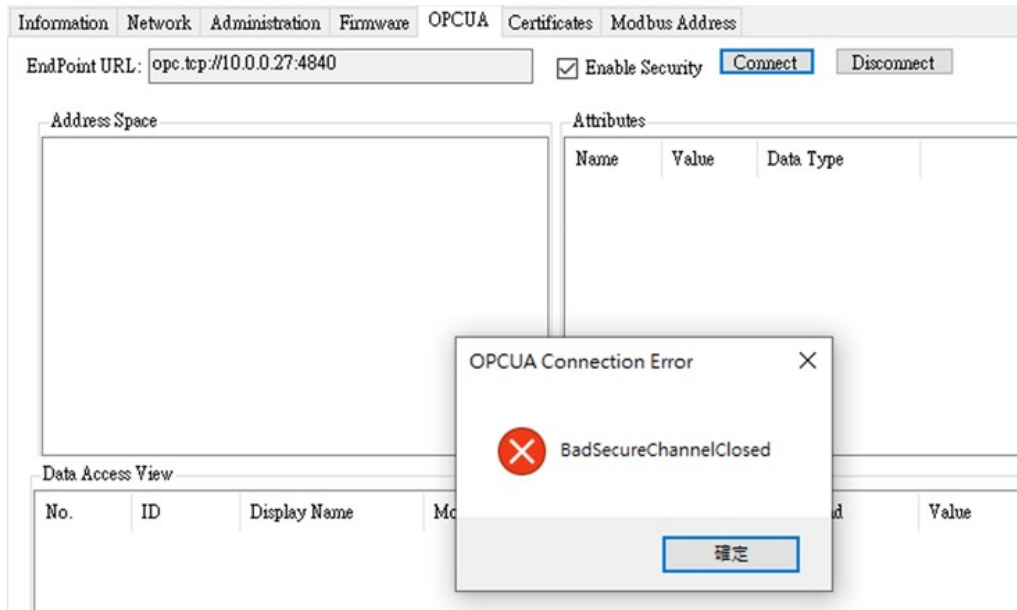 Information Network Administration Firmware OPCUA Certificates Modbus Address
EndPoint URL: opc.tcp://10.0.0.27:4840 Enable Security Connect Disconnect
Address Space Attributes
Name Value Data Type
OPCUA Connection Error
BadSecureChannelClosed
Data Access View
No. ID Display Name Value
確定